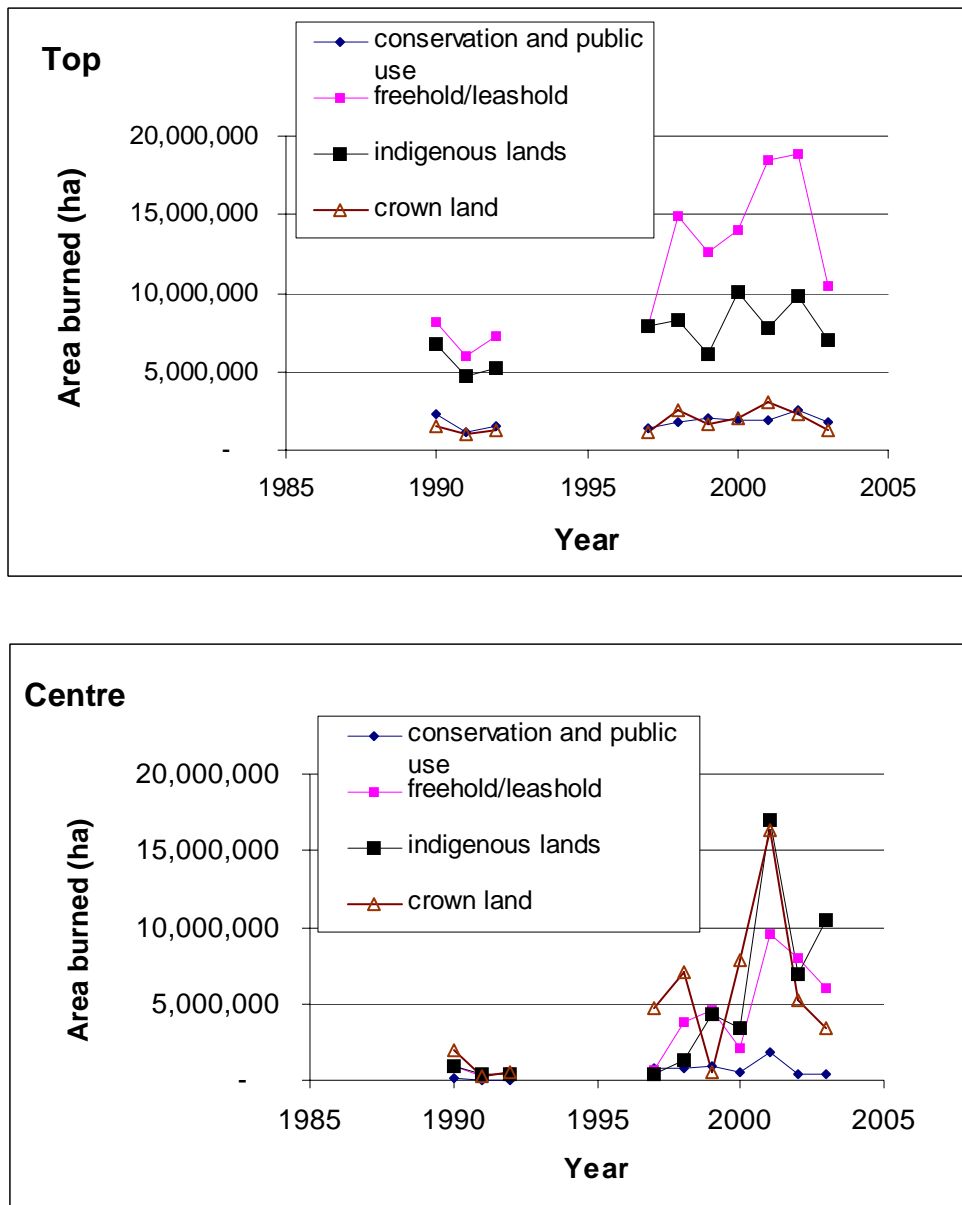 Top
conservation and public
use
freehold/leashold
indigenous lands
crown land
20,000,000
15,000,000
10,000,000
5,000,000
-
Area burned (ha)
1985 1990 1995 2000 2005
Year
Centre
conservation and public
use
freehold/leashold
indigenous lands
crown land
20,000,000
15,000,000
10,000,000
5,000,000
-
Area burned (ha)
1985 1990 1995 2000 2005
Year